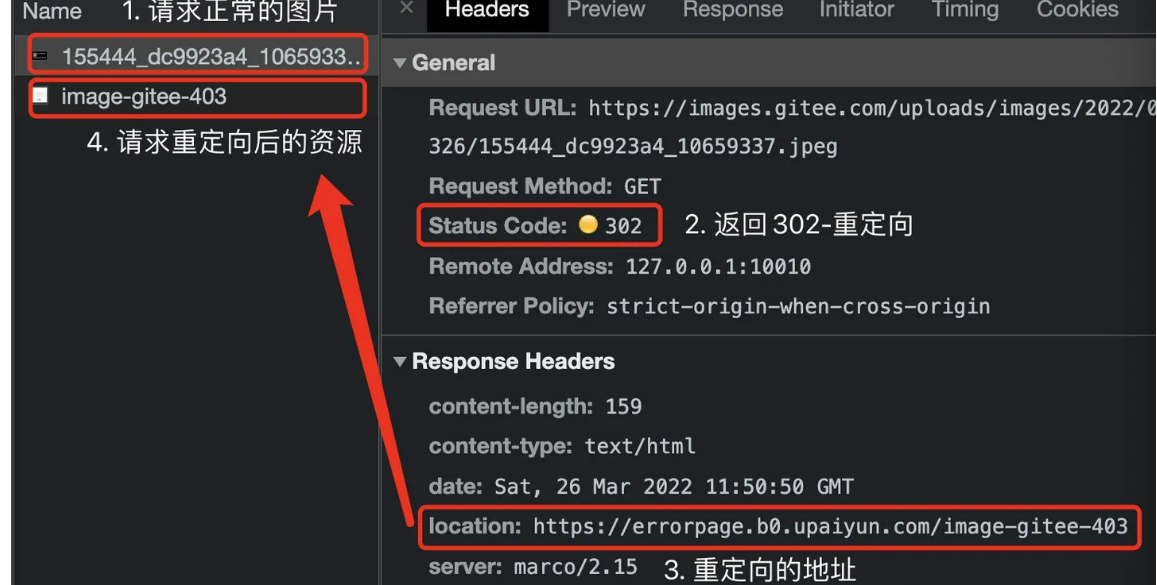 Name
1. 请求正常的图片
155444_dc9923a4_1065933..
image-gitee-403
4. 请求重定向后的资源
× Headers Preview Response Initiator Timing Cookies
General
Request URL: https://images.gitee.com/uploads/images/2022/0
326/155444_dc9923a4_10659337.jpeg
Request Method: GET
Status Code: 302
2. 返回302-重定向
Remote Address: 127.0.0.1:10010
Referrer Policy: strict-origin-when-cross-origin
Response Headers
content-length: 159
content-type: text/html
date: Sat, 26 Mar 2022 11:50:50 GMT
location: https://errorpage.b0.upaiyun.com/image-gitee-403
server: marco/2.15
3. 重定向的地址